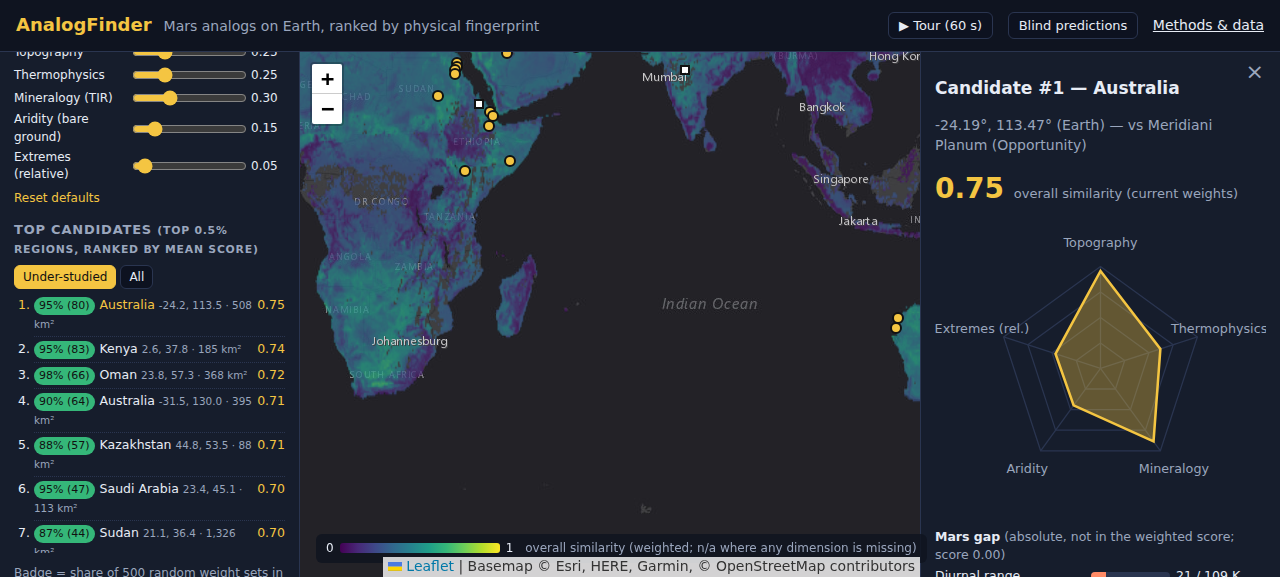 AnalogFinder
Mars analogs on Earth, ranked by physical fingerprint
▶ Tour (60 s)
Blind predictions
Methods & data
Topography 0.25
Thermophysics 0.25
Mineralogy (TIR) 0.30
Aridity (bare ground) 0.15
Extremes (relative) 0.05
Reset defaults
TOP CANDIDATES (TOP 0.5% REGIONS, RANKED BY MEAN SCORE)
Under-studied
All
1. 95% (80) Australia -24.2, 113.5 · 508 km² 0.75
2. 95% (83) Kenya 2.6, 37.8 · 185 km² 0.74
3. 98% (66) Oman 23.8, 57.3 · 368 km² 0.72
4. 90% (64) Australia -31.5, 130.0 · 395 km² 0.71
5. 88% (57) Kazakhstan 44.8, 53.5 · 88 km² 0.71
6. 95% (47) Saudi Arabia 23.4, 45.1 · 113 km² 0.70
7. 87% (44) Sudan 21.1, 36.4 · 1,326 km² 0.70
Badge = share of 500 random weight sets in
+
−
CHAD
SUDAN
ETHIOPIA
DR CONGO
TANZANIA
ANGOLA
ZAMBIA
NAMIBIA
Johannesburg
SOUTH AFRICA
Mumbai
(BURMA)
Hong Kon
Bangkok
Singapore
Jakarta
IN
Indian Ocean
0
1 overall similarity (weighted; n/a where any dimension is missing)
Leaflet | Basemap © Esri, HERE, Garmin, © OpenStreetMap contributors
×
Candidate #1 — Australia
-24.19°, 113.47° (Earth) — vs Meridiani
Planum (Opportunity)
0.75 overall similarity (current weights)
Topography
Extremes (rel.)
Thermophysics
Aridity
Mineralogy
Mars gap (absolute, not in the weighted score;
score 0.00)
Diurnal range 21 / 109 K